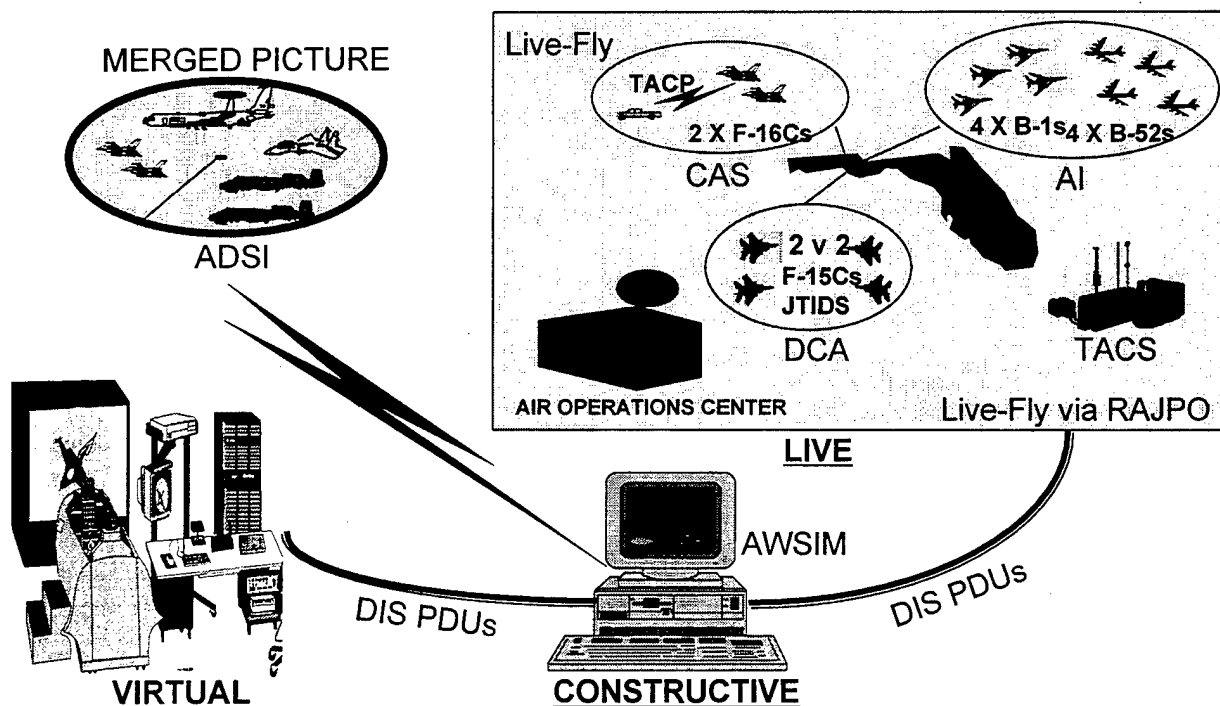 MERGED PICTURE
ADSI
Live-Fly
TACP
2 X F-16Cs
CAS
4 X B-1s 4 X B-52s
AI
2 v 2
F-15Cs
JTIDS
DCA
TACS
AIR OPERATIONS CENTER
Live-Fly via RAJPO
LIVE
AWSIM
DIS PDUs
DIS PDUs
VIRTUAL
CONSTRUCTIVE